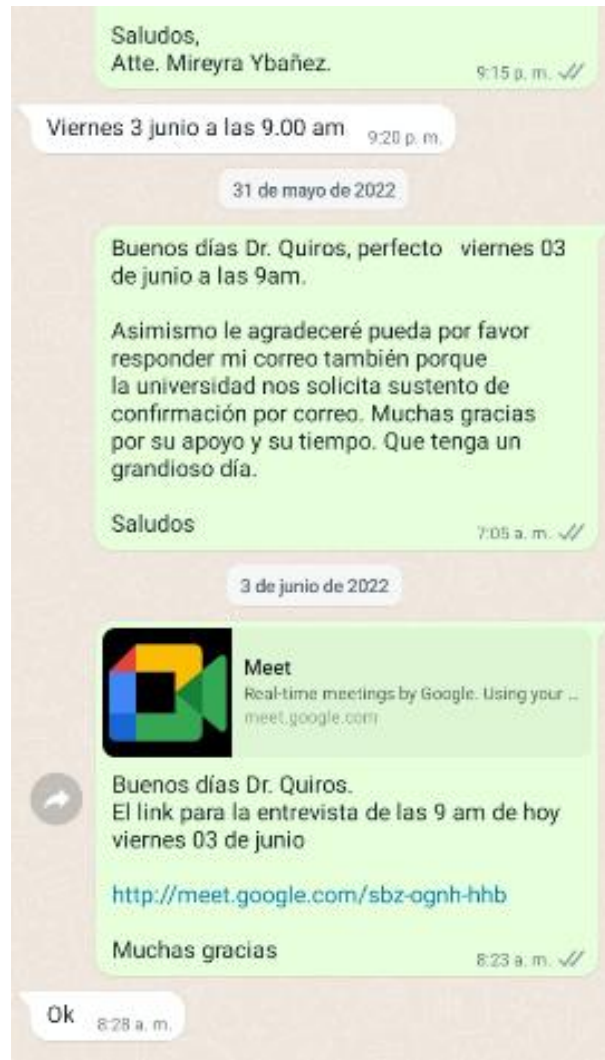 Saludos,
Atte. Mireyra Ybañez.
9:15 p. m.
Viernes 3 junio a las 9.00 am
9:20 p. m.
31 de mayo de 2022
Buenos días Dr. Quiros, perfecto viernes 03
de junio a las 9am.
Asimismo le agradeceré pueda por favor
responder mi correo también porque
la universidad nos solicita sustento de
confirmación por correo. Muchas gracias
por su apoyo y su tiempo. Que tenga un
grandioso día.
Saludos
7:05 a. m.
3 de junio de 2022
Meet
Real-time meetings by Google. Using your ...
meet.google.com
Buenos días Dr. Quiros.
El link para la entrevista de las 9 am de hoy
viernes 03 de junio
http://meet.google.com/sbz-ognh-hhb
Muchas gracias
8:23 a. m.
Ok
8:28 a. m.